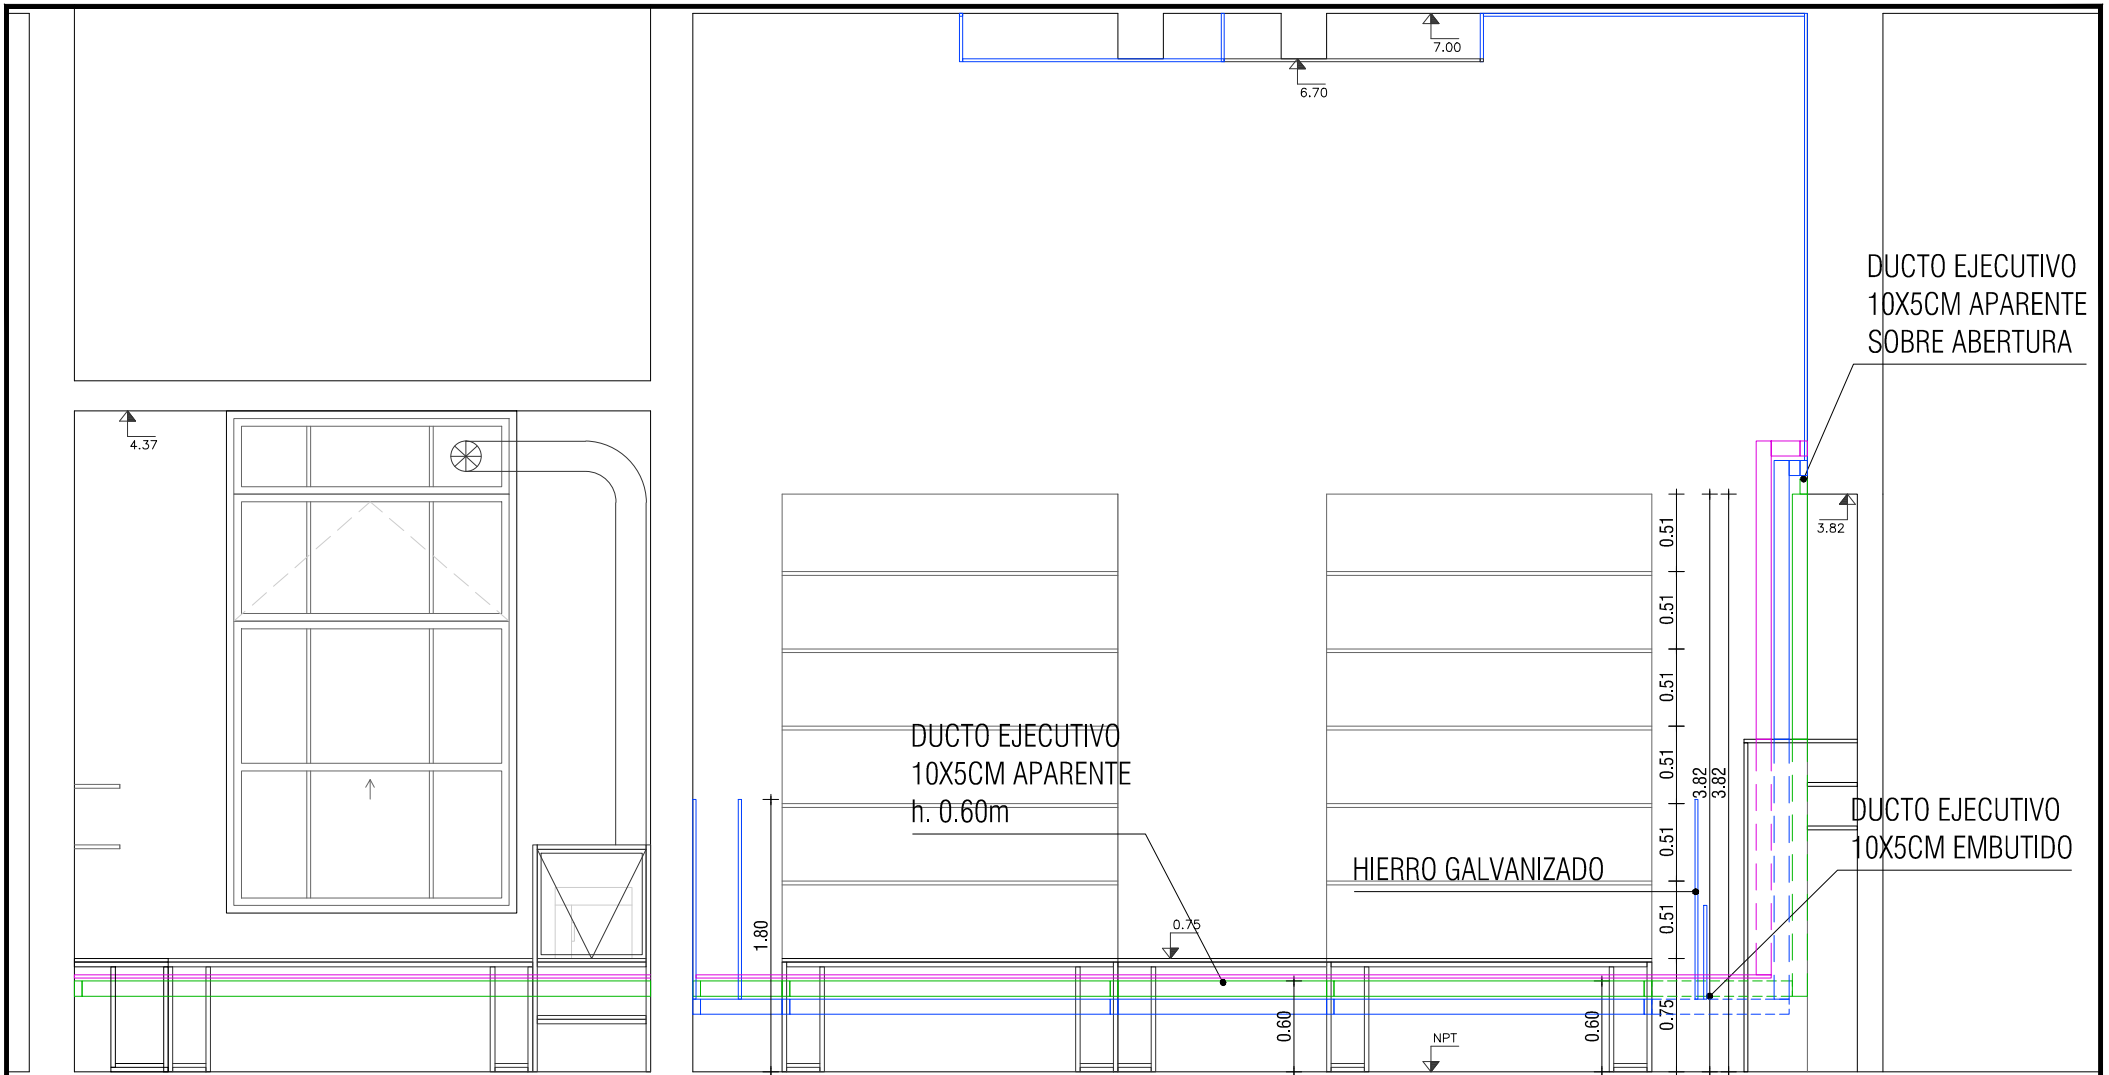 7.00
6.70
DUCTO EJECUTIVO
10X5CM APARENTE
SOBRE ABERTURA
4.37
3.82
0.51
0.51
0.51
0.51
0.51
0.51
3.82
3.82
DUCTO EJECUTIVO
10X5CM APARENTE
h. 0.60m
DUCTO EJECUTIVO
10X5CM EMBUTIDO
HIERRO GALVANIZADO
1.80
0.75
0.60
0.60
0.75
NPT